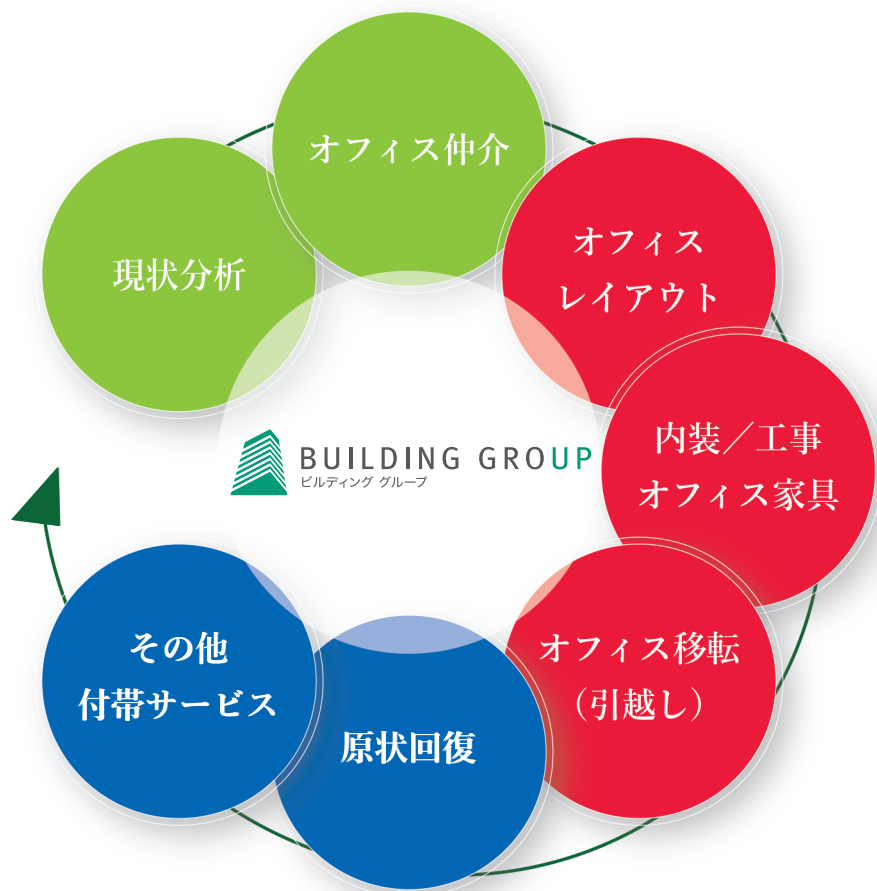 現状分析
オフィス仲介
オフィス
レイアウト
内装／工事
オフィス家具
オフィス移転
（引越し）
原状回復
その他
付帯サービス
BUILDING GROUP
ビルディング グループ